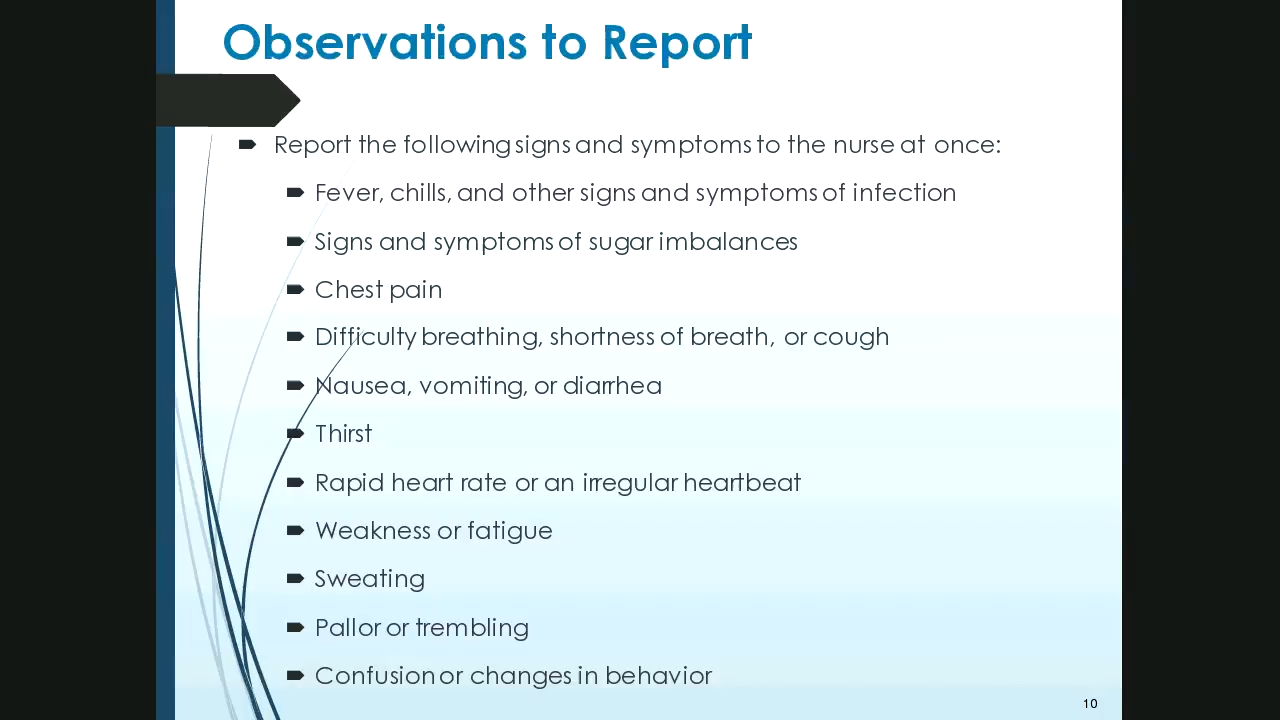 Observations to Report
Report the following signs and symptoms to the nurse at once:
Fever, chills, and other signs and symptoms of infection
Signs and symptoms of sugar imbalances
Chest pain
Difficulty breathing, shortness of breath, or cough
Nausea, vomiting, or diarrhea
Thirst
Rapid heart rate or an irregular heartbeat
Weakness or fatigue
Sweating
Pallor or trembling
Confusion or changes in behavior
10